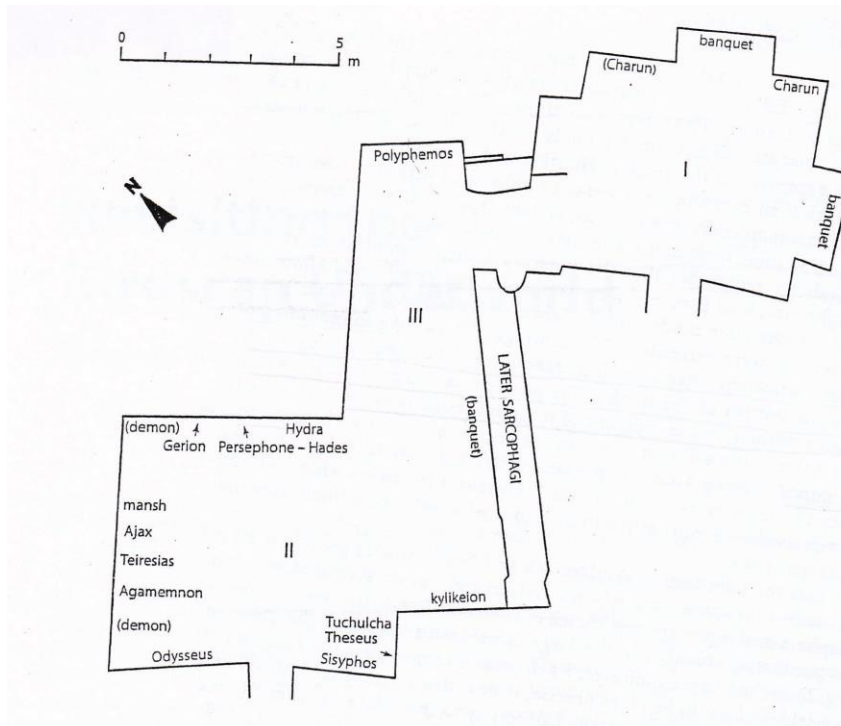 0 5
m
banquet
(Charun)
Charun
I
banquet
N
Polyphemos
III
(banquet)
LATER SARCOPHAGI
(demon) Hydra
Gerion Persephone – Hades
mansh
Ajax
II
Teiresias
Agamemnon
kylikeion
(demon)
Tuchulcha
Theseus
Odysseus
Sisyphos